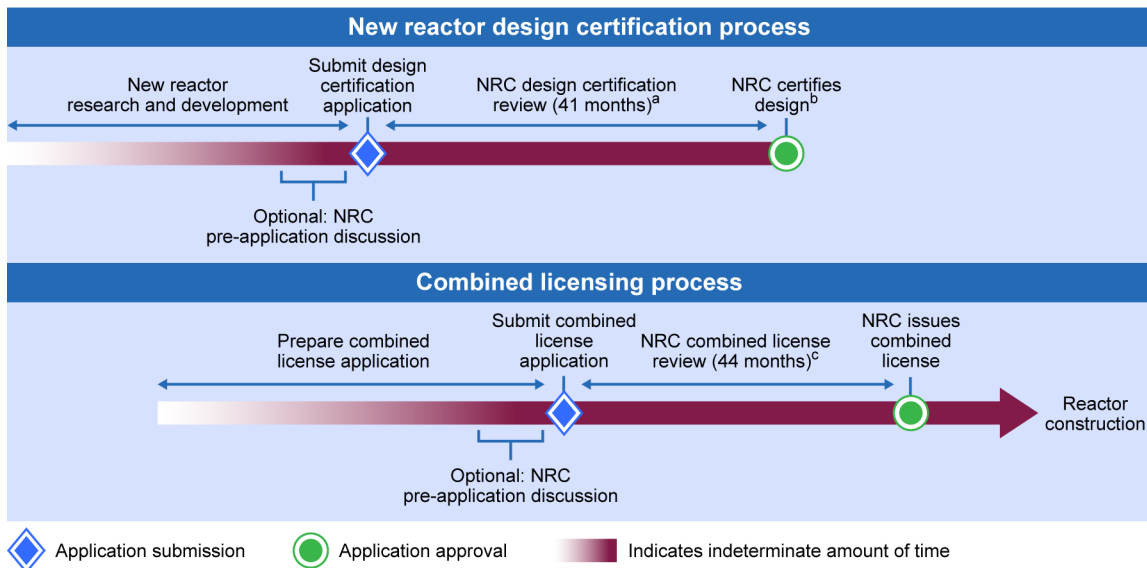 New reactor design certification process
New reactor
research and development
Submit design
certification
application
NRC design certification
review (41 months)a
NRC certifies
designb
Optional: NRC
pre-application discussion
Combined licensing process
Prepare combined
license application
Submit combined
license
application
NRC combined license
review (44 months)c
NRC issues
combined
license
Reactor
construction
Optional: NRC
pre-application discussion
Application submission
Application approval
Indicates indeterminate amount of time